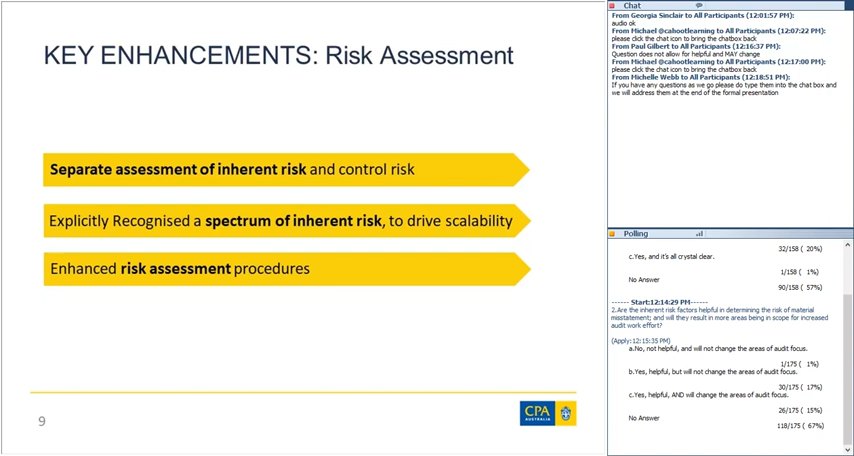 KEY ENHANCEMENTS: Risk Assessment
Separate assessment of inherent risk and control risk
Explicitly Recognised a spectrum of inherent risk, to drive scalability
Enhanced risk assessment procedures
CPA
AUSTRALIA
9
Chat
From Georgia Sinclair to All Participants (12:01:57 PM):
audio ok
From Michael @cahootlearning to All Participants (12:07:22 PM):
please click the chat icon to bring the chatbox back
From Paul Gilbert to All Participants (12:16:37 PM):
Question does not allow for helpful and MAY change
From Michael @cahootlearning to All Participants (12:17:00 PM):
please click the chat icon to bring the chatbox back
From Michelle Webb to All Participants (12:18:51 PM):
If you have any questions as we go please do type them into the chat box and
we will address them at the end of the formal presentation
Polling
32/158 ( 20%)
c.Yes, and it's all crystal clear.
1/158 ( 1%)
No Answer
90/158 ( 57%)
------ Start:12:14:29 PM------
2.Are the inherent risk factors helpful in determining the risk of material
misstatement; and will they result in more areas being in scope for increased
audit work effort?
(Apply:12:15:35 PM)
a.No, not helpful, and will not change the areas of audit focus.
1/175 ( 1%)
b.Yes, helpful, but will not change the areas of audit focus.
30/175 ( 17%)
c.Yes, helpful, AND will change the areas of audit focus.
26/175 ( 15%)
No Answer
118/175 ( 67%)